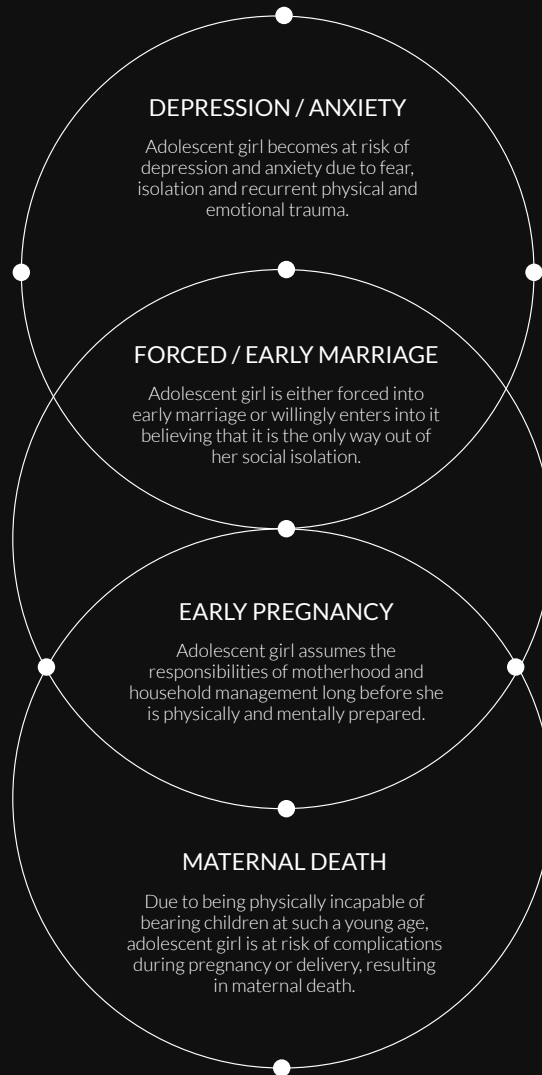 DEPRESSION / ANXIETY
Adolescent girl becomes at risk of
depression and anxiety due to fear,
isolation and recurrent physical and
emotional trauma.
FORCED / EARLY MARRIAGE
Adolescent girl is either forced into
early marriage or willingly enters into it
believing that it is the only way out of
her social isolation.
EARLY PREGNANCY
Adolescent girl assumes the
responsibilities of motherhood and
household management long before she
is physically and mentally prepared.
MATERNAL DEATH
Due to being physically incapable of
bearing children at such a young age,
adolescent girl is at risk of complications
during pregnancy or delivery, resulting
in maternal death.